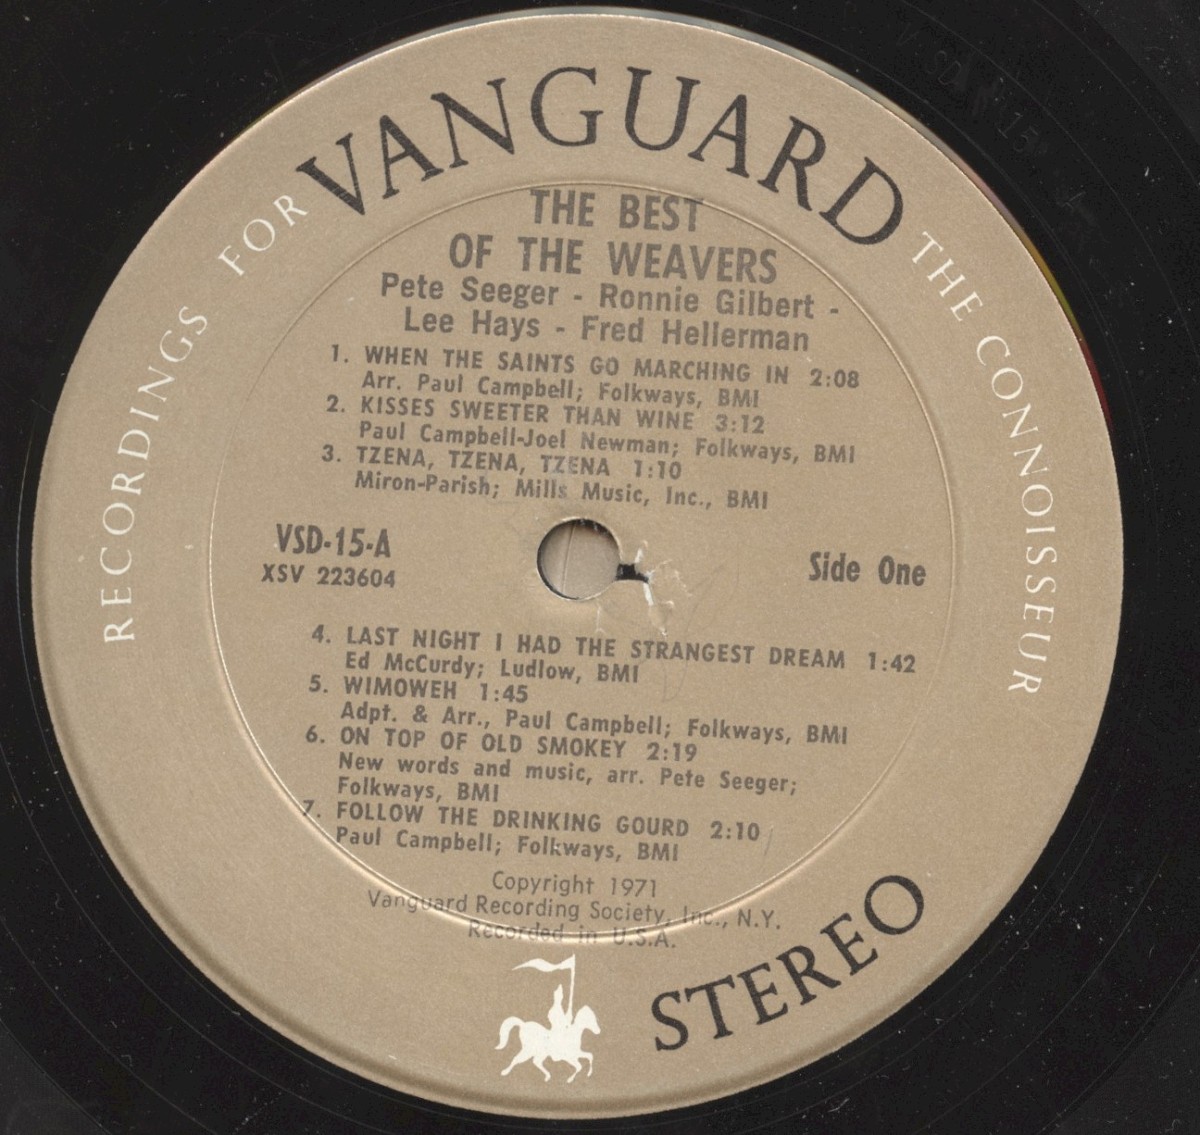 RECORDINGS FOR VANGUARD THE CONNOISSEUR
THE BEST
OF THE WEAVERS
Pete Seeger - Ronnie Gilbert -
Lee Hays - Fred Hellerman
1. WHEN THE SAINTS GO MARCHING IN 2:08
Arr. Paul Campbell; Folkways, BMI
2. KISSES SWEETER THAN WINE 3:12
Paul Campbell-Joel Newman; Folkways, BMI
3. TZENA, TZENA, TZENA 1:10
Miron-Parish; Mills Music, Inc., BMI
VSD-15-A
XSV 223604
Side One
4. LAST NIGHT I HAD THE STRANGEST DREAM 1:42
Ed McCurdy; Ludlow, BMI
5. WIMOWEH 1:45
Adpt. & Arr., Paul Campbell; Folkways, BMI
6. ON TOP OF OLD SMOKEY 2:19
New words and music, arr. Pete Seeger;
Folkways, BMI
7. FOLLOW THE DRINKING GOURD 2:10
Paul Campbell; Folkways, BMI
Copyright 1971
Vanguard Recording Society, Inc., N.Y.
Recorded in U.S.A.
STEREO